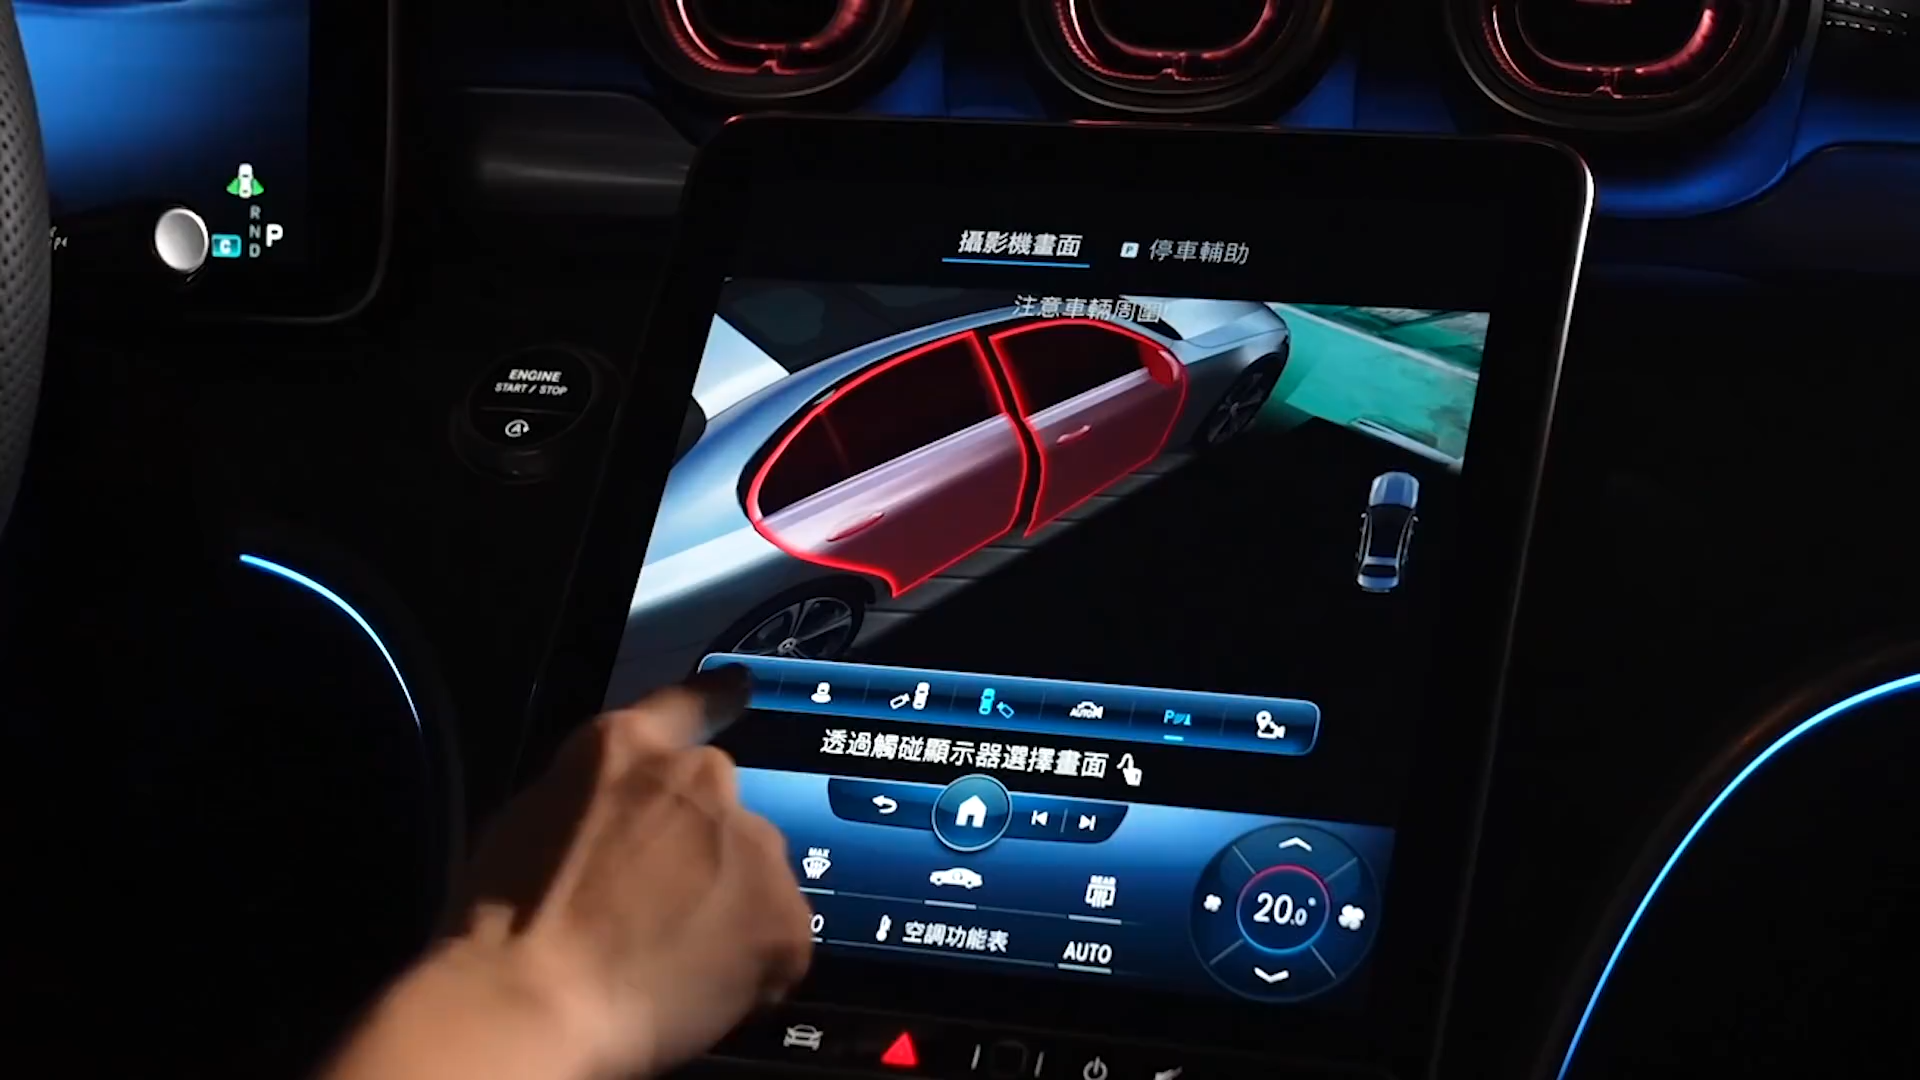 R
N
D
P
C
ENGINE
START / STOP
A
攝影機畫面
P 停車輔助
注意車輛周圍!
AUTO
P
透過觸碰顯示器選擇畫面
MAX
REAR
空調功能表
AUTO
20.0°